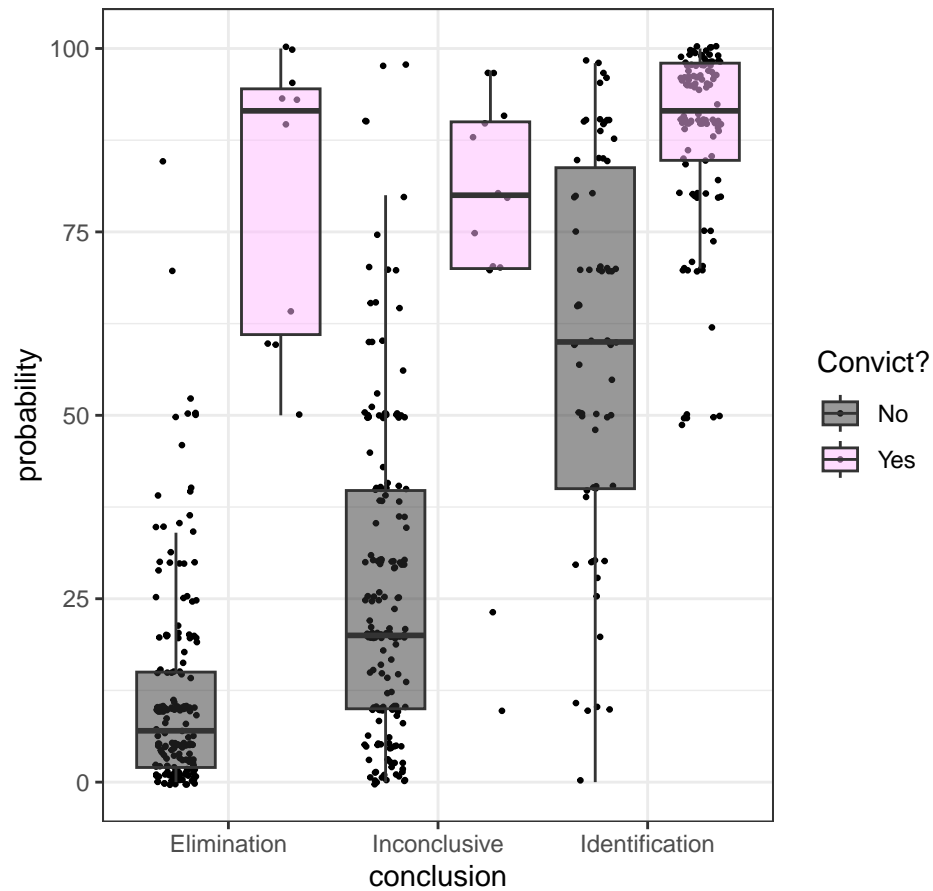 100
75
50
25
0
probability
Elimination
Inconclusive
Identification
conclusion
Convict?
No
Yes